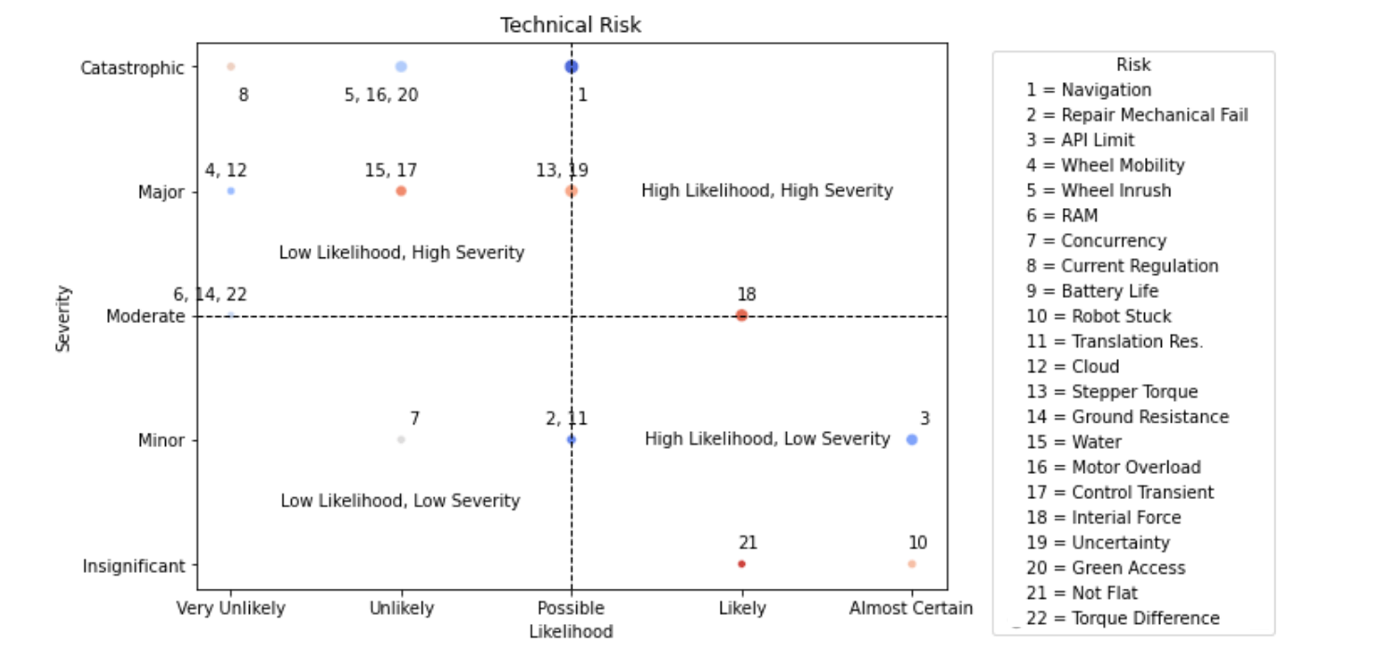 Technical Risk
Catastrophic
8
5, 16, 20
1
4, 12
15, 17
13, 19
Major
High Likelihood, High Severity
Low Likelihood, High Severity
6, 14, 22
18
Moderate
Severity
7
2, 11
3
Minor
High Likelihood, Low Severity
Low Likelihood, Low Severity
21
10
Insignificant
Very Unlikely
Unlikely
Possible
Likely
Almost Certain
Likelihood
Risk
1 = Navigation
2 = Repair Mechanical Fail
3 = API Limit
4 = Wheel Mobility
5 = Wheel Inrush
6 = RAM
7 = Concurrency
8 = Current Regulation
9 = Battery Life
10 = Robot Stuck
11 = Translation Res.
12 = Cloud
13 = Stepper Torque
14 = Ground Resistance
15 = Water
16 = Motor Overload
17 = Control Transient
18 = Interial Force
19 = Uncertainty
20 = Green Access
21 = Not Flat
22 = Torque Difference